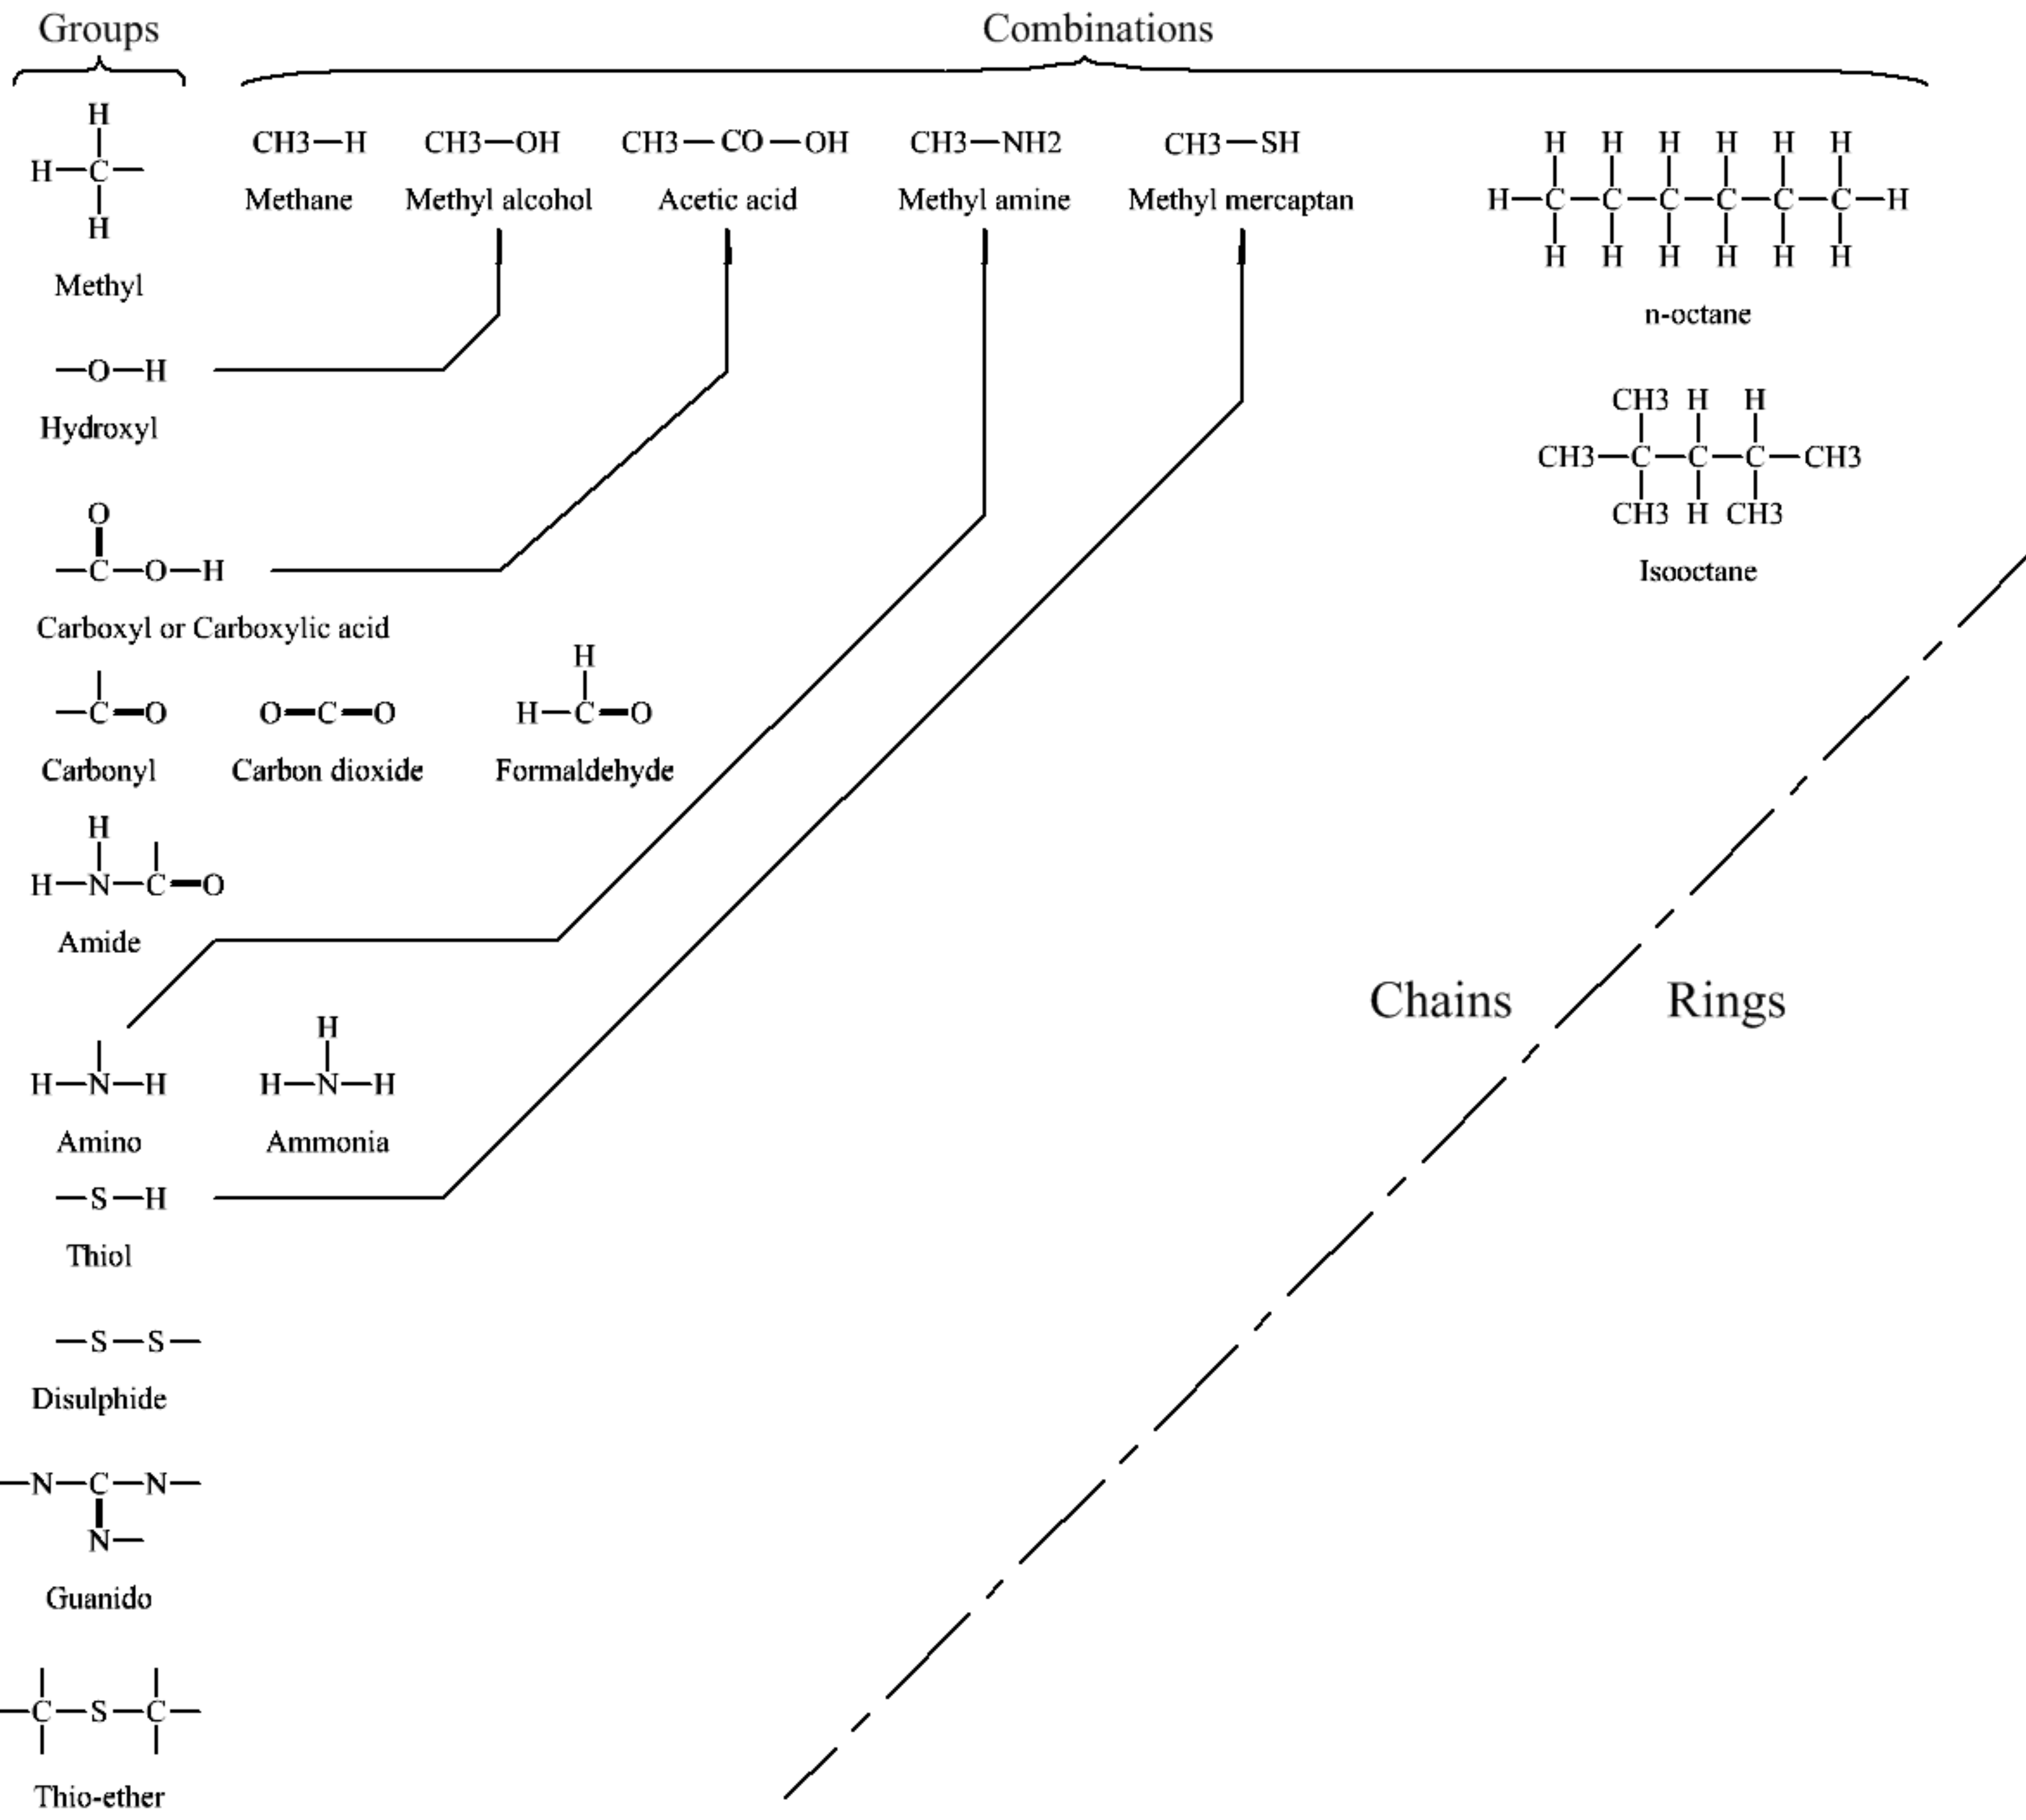 Groups
Combinations
H
H—C—
H
Methyl
CH3—H
Methane
CH3—OH
Methyl alcohol
CH3—CO—OH
Acetic acid
CH3—NH2
Methyl amine
CH3—SH
Methyl mercaptan
H H H H H H
H—C—C—C—C—C—C—H
H H H H H H
n-octane
—O—H
Hydroxyl
CH3 H H
CH3—C—C—C—CH3
CH3 H CH3
Isooctane
O
—C—O—H
Carboxyl or Carboxylic acid
—C=O
Carbonyl
O=C=O
Carbon dioxide
H
H—C=O
Formaldehyde
H
H—N—C=O
Amide
Chains
Rings
H—N—H
Amino
H
H—N—H
Ammonia
—S—H
Thiol
—S—S—
Disulphide
—N—C—N—
N—
Guanido
—C—S—C—
Thio-ether